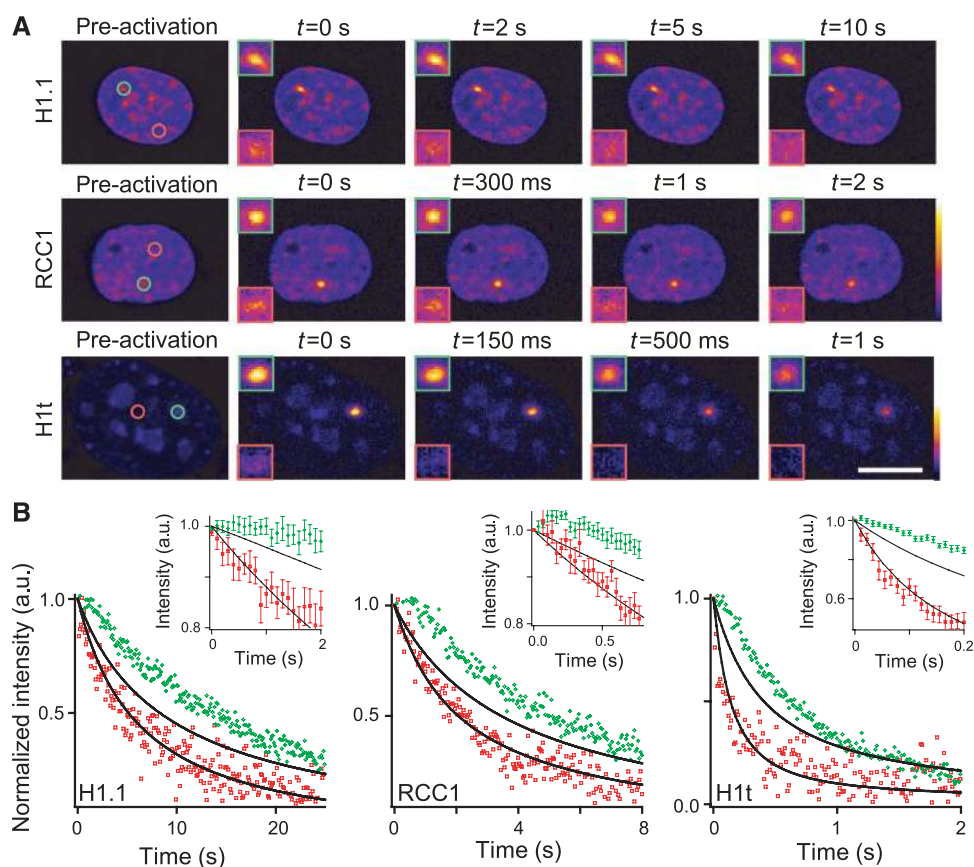 A
Pre-activation t=0 s t=2 s t=5 s t=10 s
H1.1
Pre-activation t=0 s t=300 ms t=1 s t=2 s
RCC1
Pre-activation t=0 s t=150 ms t=500 ms t=1 s
H1t
B
Normalized intensity (a.u.)
1.0
0.5
H1.1
0 10 20
Time (s)
Intensity (a.u.)
1.0
0.8
0 1 2
Time (s)
1.0
0.5
RCC1
0 2 4 6 8
Time (s)
Intensity (a.u.)
1.0
0.8
0.0 0.5
Time (s)
1.0
0.0
H1t
0 1 2
Time (s)
Intensity (a.u.)
1.0
0.6
0 0.1 0.2
Time (s)